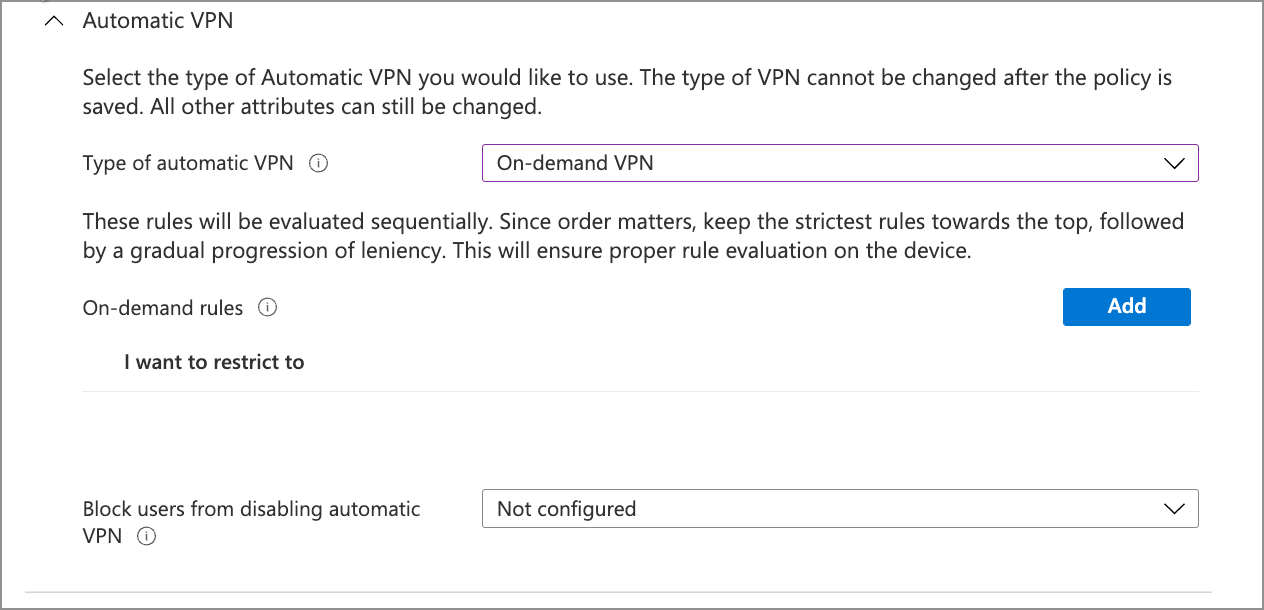 Automatic VPN
Select the type of Automatic VPN you would like to use. The type of VPN cannot be changed after the policy is
saved. All other attributes can still be changed.
Type of automatic VPN
On-demand VPN
These rules will be evaluated sequentially. Since order matters, keep the strictest rules towards the top, followed
by a gradual progression of leniency. This will ensure proper rule evaluation on the device.
On-demand rules
Add
I want to restrict to
Block users from disabling automatic
VPN
Not configured